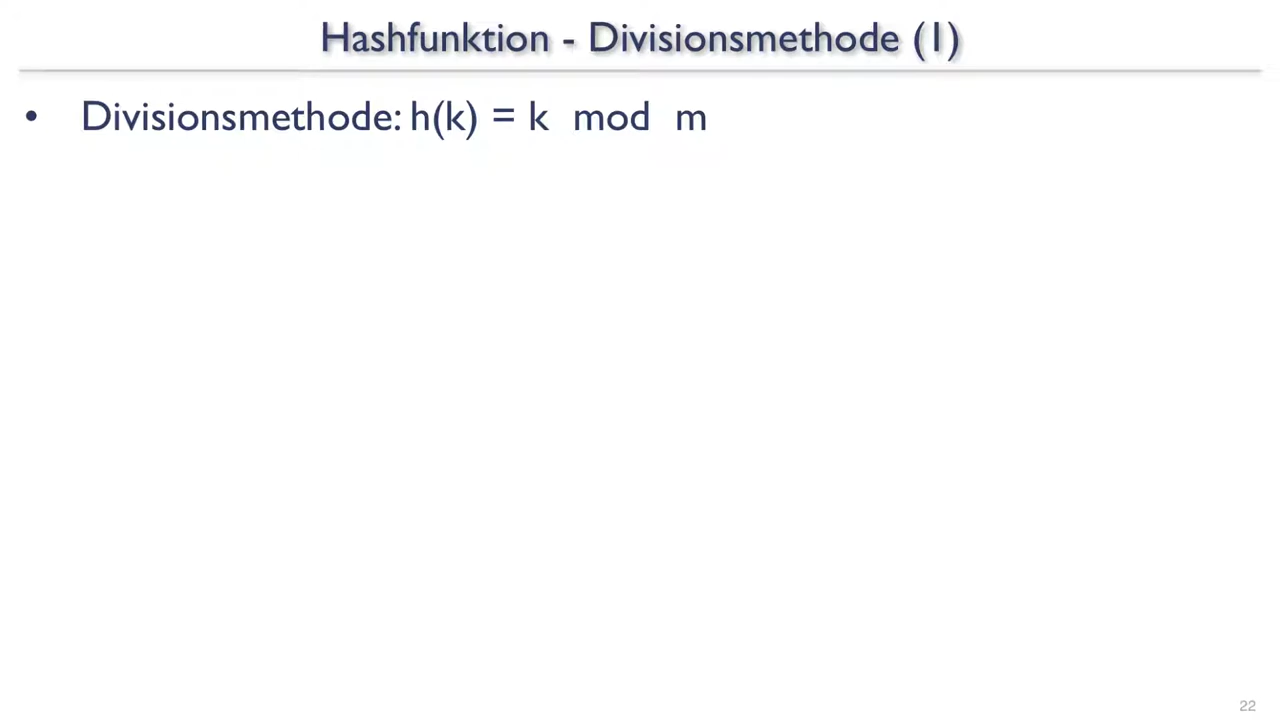 Hashfunktion - Divisionsmethode (1)
• Divisionsmethode: h(k) = k mod m
22